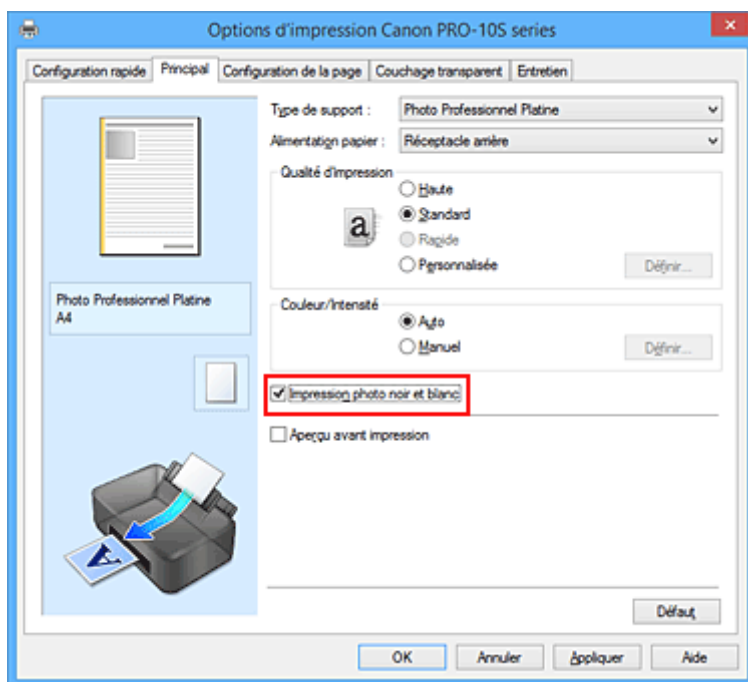 Options d'impression Canon PRO-10S series
Configuration rapide Principal Configuration de la page Couchage transparent Entretien
Type de support : Photo Professionnel Platine
Alimentation papier : Réceptacle arrière
Qualité d'impression
Haute
a Standard
Rapide
Personnalisée Définir...
Photo Professionnel Platine
A4
Couleur/Intensité
Auto
Manuel Définir...
Impression photo noir et blanc
Aperçu avant impression
A
Défaut
OK Annuler Appliquer Aide